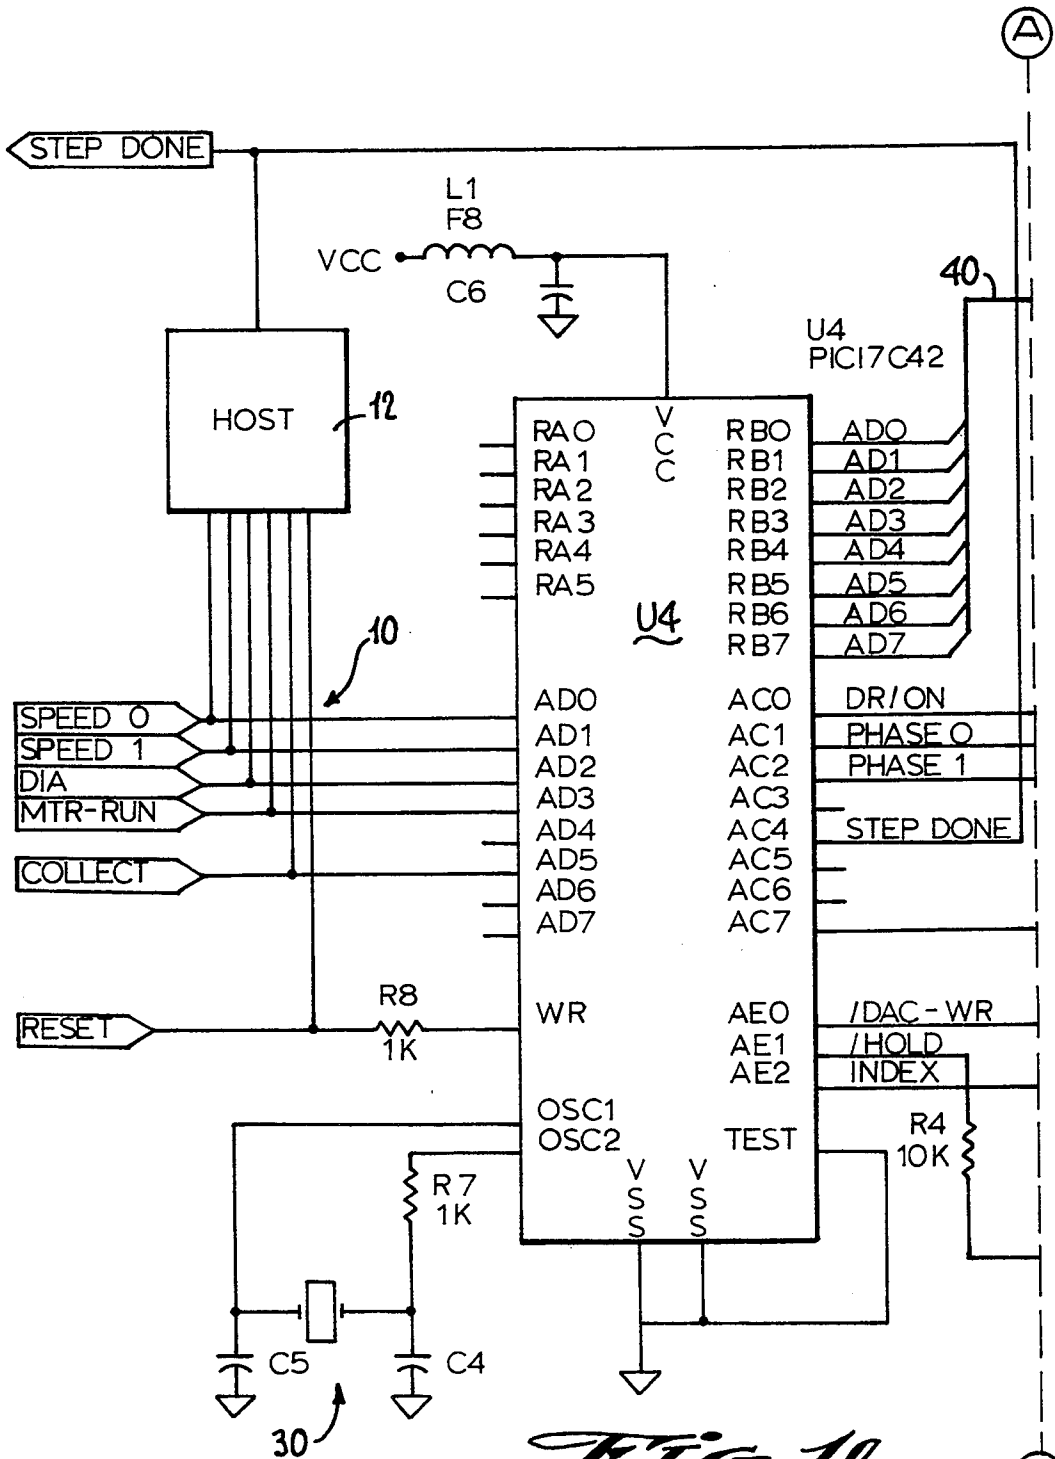 A
STEP DONE
L1
F8
VCC
C6
40
U4
PIC17C42
HOST
12
VCC
RA0
RA1
RA2
RA3
RA4
RA5
RB0
RB1
RB2
RB3
RB4
RB5
RB6
RB7
AD0
AD1
AD2
AD3
AD4
AD5
AD6
AD7
U4
10
SPEED 0
SPEED 1
DIA
MTR-RUN
COLLECT
AD0
AD1
AD2
AD3
AD4
AD5
AD6
AD7
AC0
AC1
AC2
AC3
AC4
AC5
AC6
AC7
DR/ON
PHASE 0
PHASE 1
STEP DONE
RESET
R8
1K
WR
AE0
AE1
AE2
/DAC-WR
/HOLD
INDEX
OSC1
OSC2
TEST
R4
10K
R7
1K
VSS
VSS
C5
C4
30